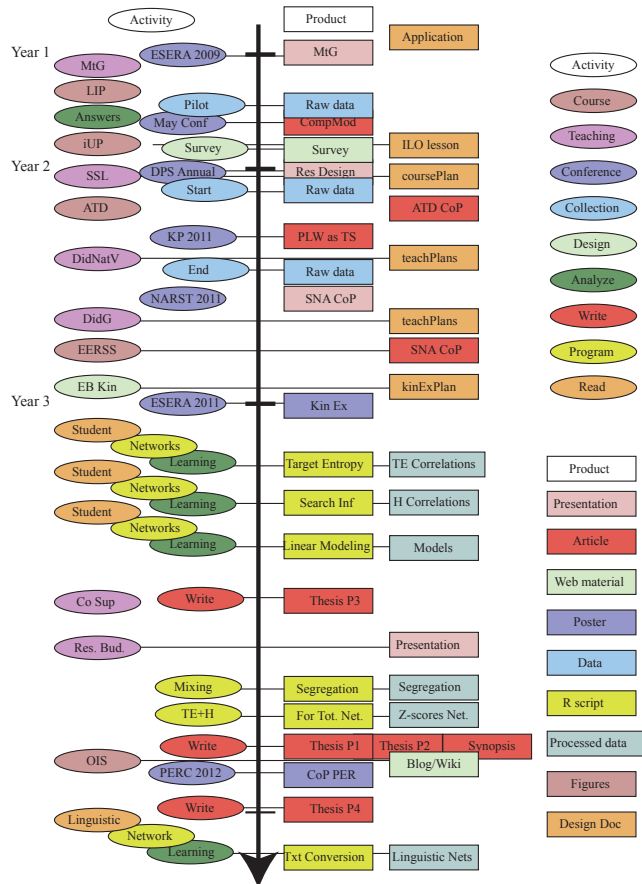 Activity
Product
Application
Year 1
ESERA 2009
MtG
Activity
MtG
LIP
Course
Pilot
Raw data
Answers
May Conf
CompMod
Teaching
iUP
Survey
Survey
ILO lesson
Year 2
DPS Annual
Res Design
coursePlan
Conference
SSL
Start
Raw data
ATD
ATD CoP
Collection
KP 2011
PLW as TS
Design
DidNatV
teachPlans
End
Raw data
Analyze
NARST 2011
SNA CoP
DidG
teachPlans
Write
EERSS
SNA CoP
Program
EB Kin
kinExPlan
Read
Year 3
ESERA 2011
Kin Ex
Student
Networks
Learning
Target Entropy
TE Correlations
Product
Student
Networks
Learning
Search Inf
H Correlations
Presentation
Student
Networks
Learning
Linear Modeling
Models
Article
Web material
Co Sup
Write
Thesis P3
Poster
Res. Bud.
Presentation
Data
Mixing
Segregation
Segregation
R script
TE+H
For Tot. Net.
Z-scores Net.
Write
Thesis P1
Thesis P2
Synopsis
Processed data
OIS
Blog/Wiki
PERC 2012
CoP PER
Figures
Write
Thesis P4
Linguistic
Design Doc
Network
Learning
Txt Conversion
Linguistic Nets